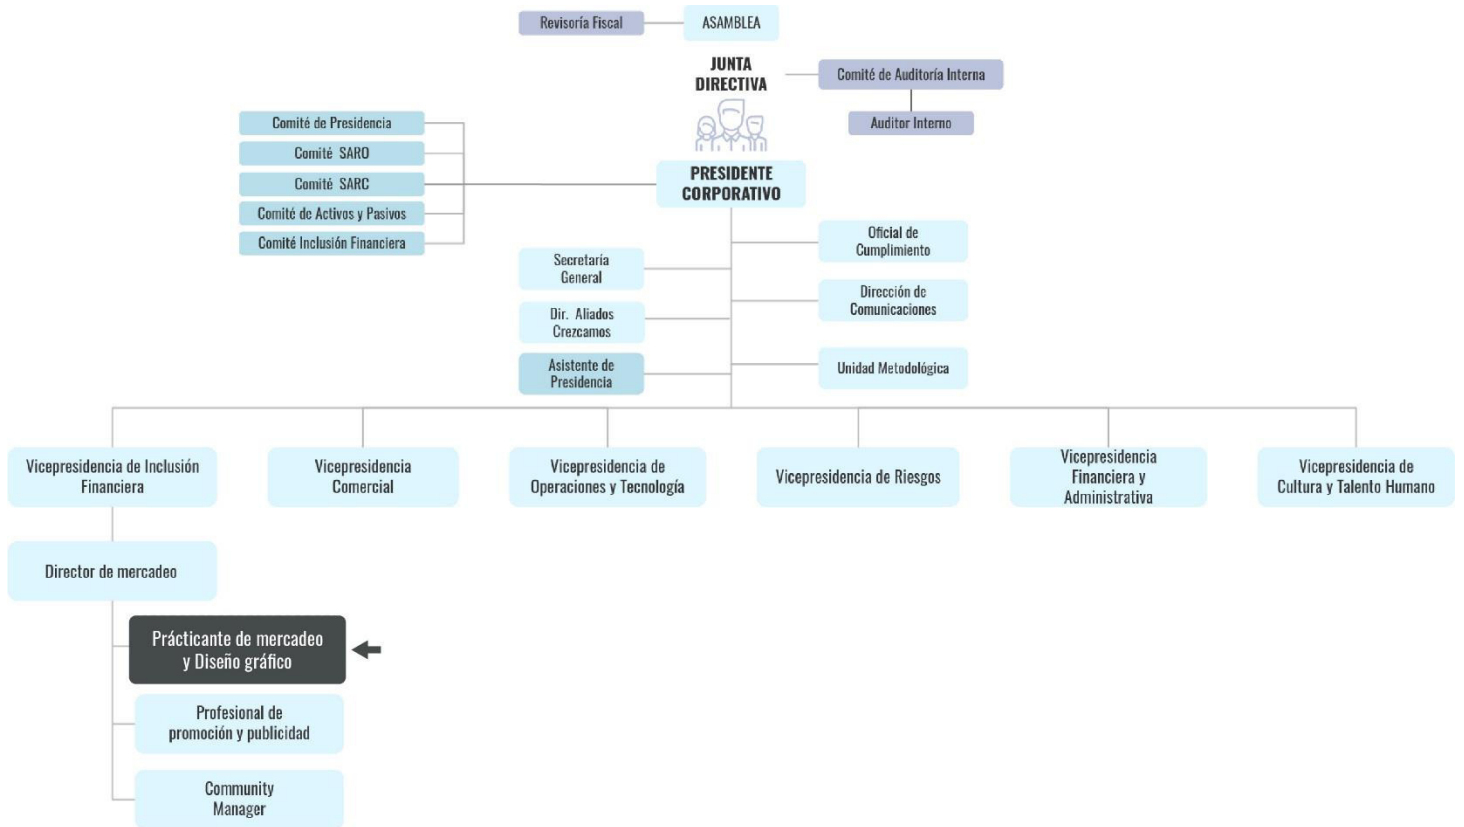 Revisoría Fiscal
ASAMBLEA
JUNTA
DIRECTIVA
Comité de Auditoría Interna
Auditor Interno
Comité de Presidencia
Comité SARO
Comité SARC
Comité de Activos y Pasivos
Comité Inclusión Financiera
PRESIDENTE
CORPORATIVO
Oficial de
Cumplimiento
Secretaría
General
Dirección de
Comunicaciones
Dir. Aliados
Crezcamos
Asistente de
Presidencia
Unidad Metodológica
Vicepresidencia de Inclusión
Financiera
Vicepresidencia
Comercial
Vicepresidencia de
Operaciones y Tecnología
Vicepresidencia de Riesgos
Vicepresidencia
Financiera y
Administrativa
Vicepresidencia de
Cultura y Talento Humano
Director de mercadeo
Prácticante de mercadeo
y Diseño gráfico
Profesional de
promoción y publicidad
Community
Manager